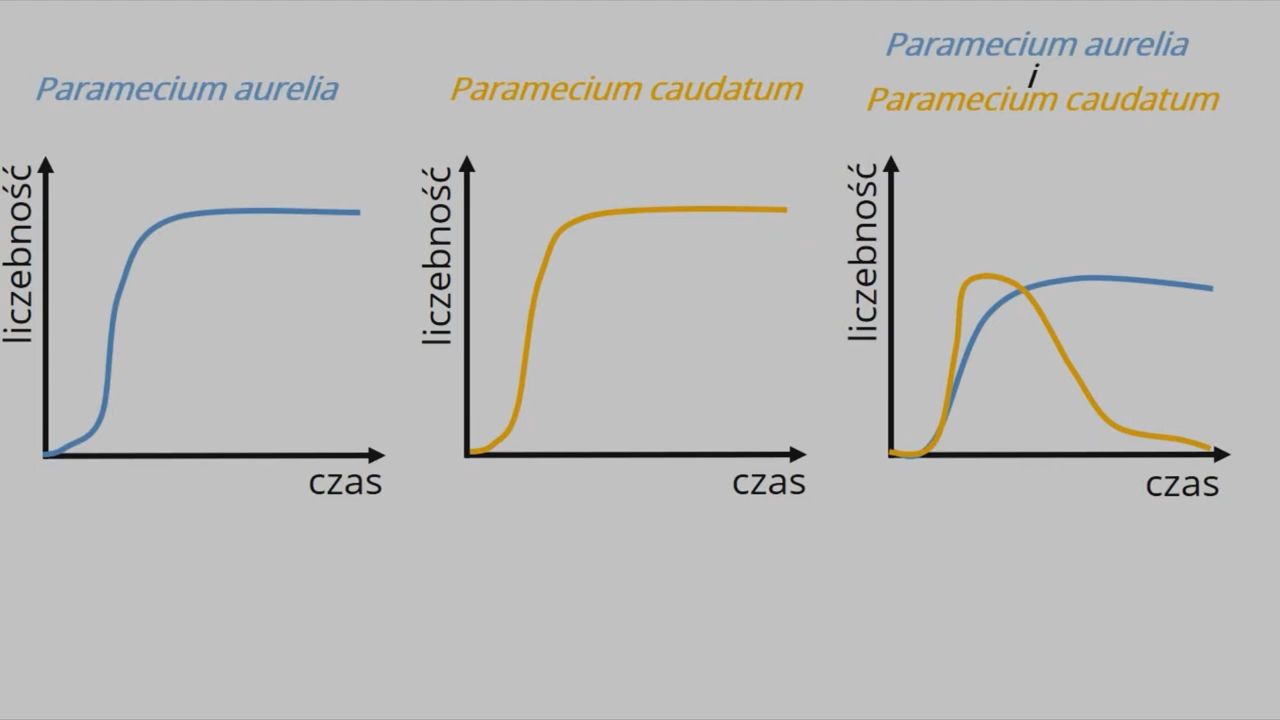 Paramecium aurelia
liczebność
czas
Paramecium caudatum
liczebność
czas
Paramecium aurelia
i
Paramecium caudatum
liczebność
czas